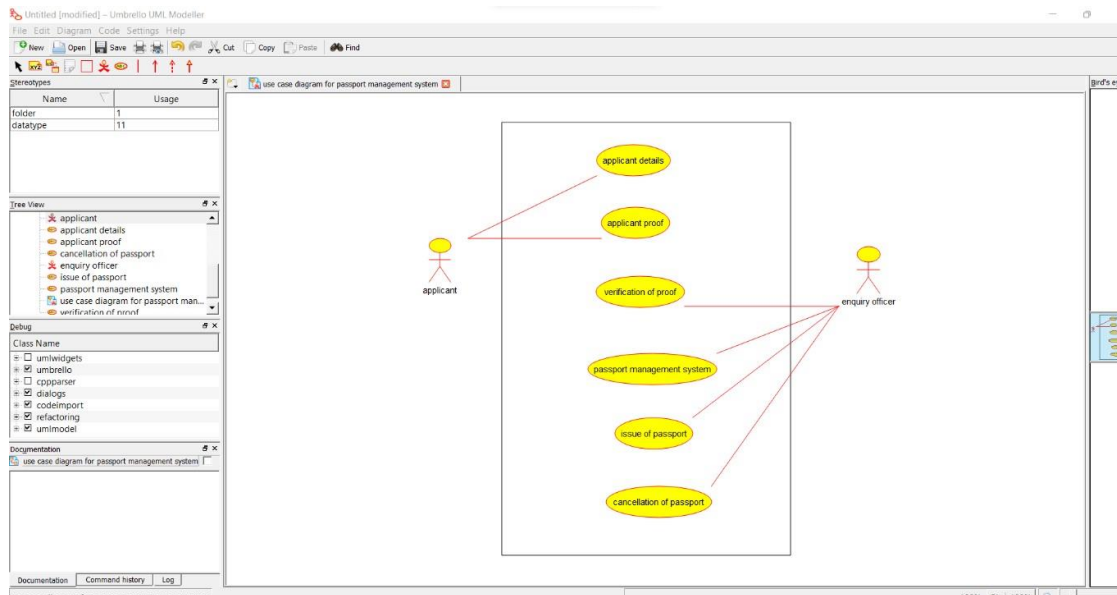 Untitled [modified] – Umbrello UML Modeller
File Edit Diagram Code Settings Help
New Open Save Cut Copy Paste Find
Stereotypes
Name Usage
folder 1
datatype 11
Tree View
applicant
applicant details
applicant proof
cancellation of passport
enquiry officer
issue of passport
passport management system
use case diagram for passport man...
verification of proof
Debug
Class Name
umlwidgets
umbrello
cppparser
dialogs
codeimport
refactoring
umlmodel
Documentation
use case diagram for passport management system
Documentation Command history Log
use case diagram for passport management system
applicant details
applicant proof
applicant
verification of proof
enquiry officer
passport management system
issue of passport
cancellation of passport
Bird's e